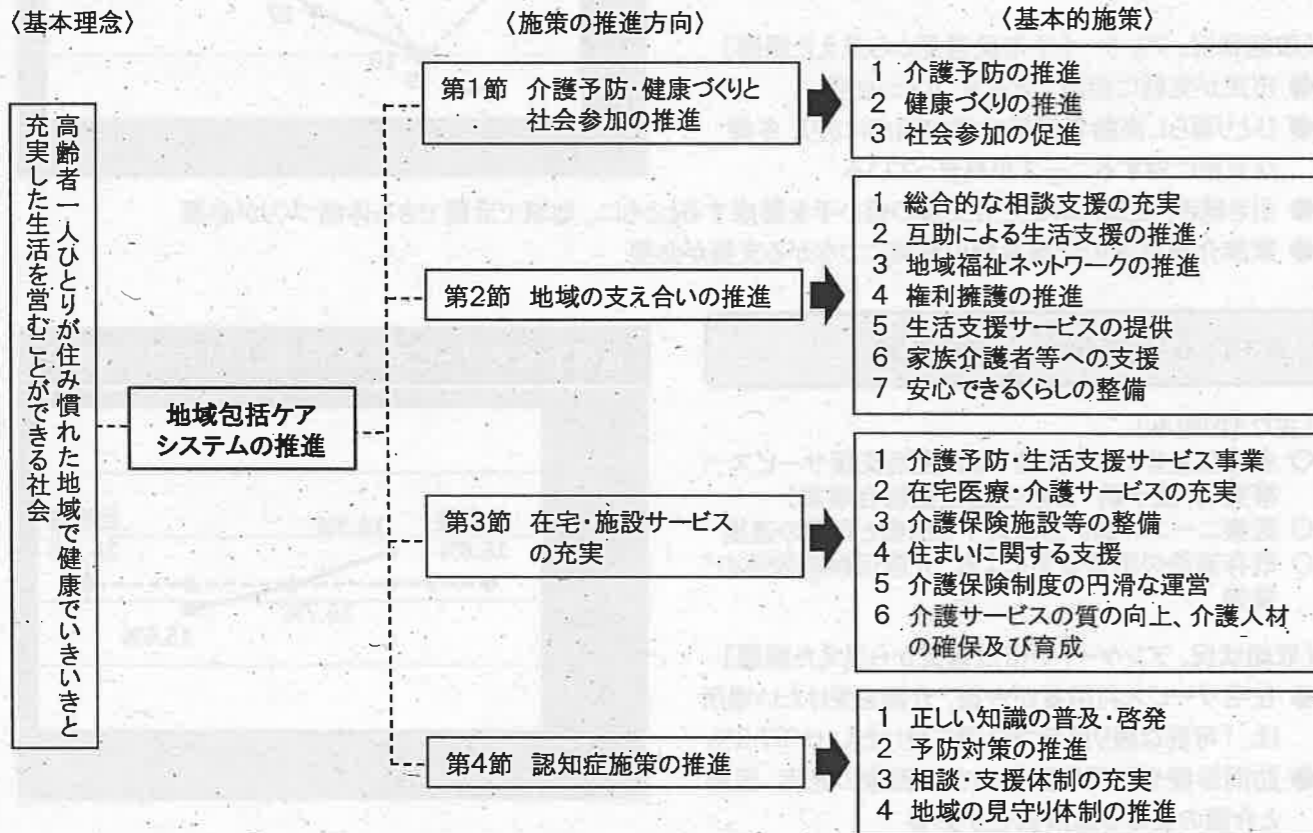 〈基本理念〉
〈施策の推進方向〉
〈基本的施策〉
高齢者一人ひとりが住み慣れた地域で健康でいきいきと
充実した生活を営むことができる社会
地域包括ケア
システムの推進
第1節 介護予防・健康づくりと
社会参加の推進
1 介護予防の推進
2 健康づくりの推進
3 社会参加の促進
第2節 地域の支え合いの推進
1 総合的な相談支援の充実
2 互助による生活支援の推進
3 地域福祉ネットワークの推進
4 権利擁護の推進
5 生活支援サービスの提供
6 家族介護者等への支援
7 安心できるくらしの整備
第3節 在宅・施設サービス
の充実
1 介護予防・生活支援サービス事業
2 在宅医療・介護サービスの充実
3 介護保険施設等の整備
4 住まいに関する支援
5 介護保険制度の円滑な運営
6 介護サービスの質の向上、介護人材
の確保及び育成
第4節 認知症施策の推進
1 正しい知識の普及・啓発
2 予防対策の推進
3 相談・支援体制の充実
4 地域の見守り体制の推進